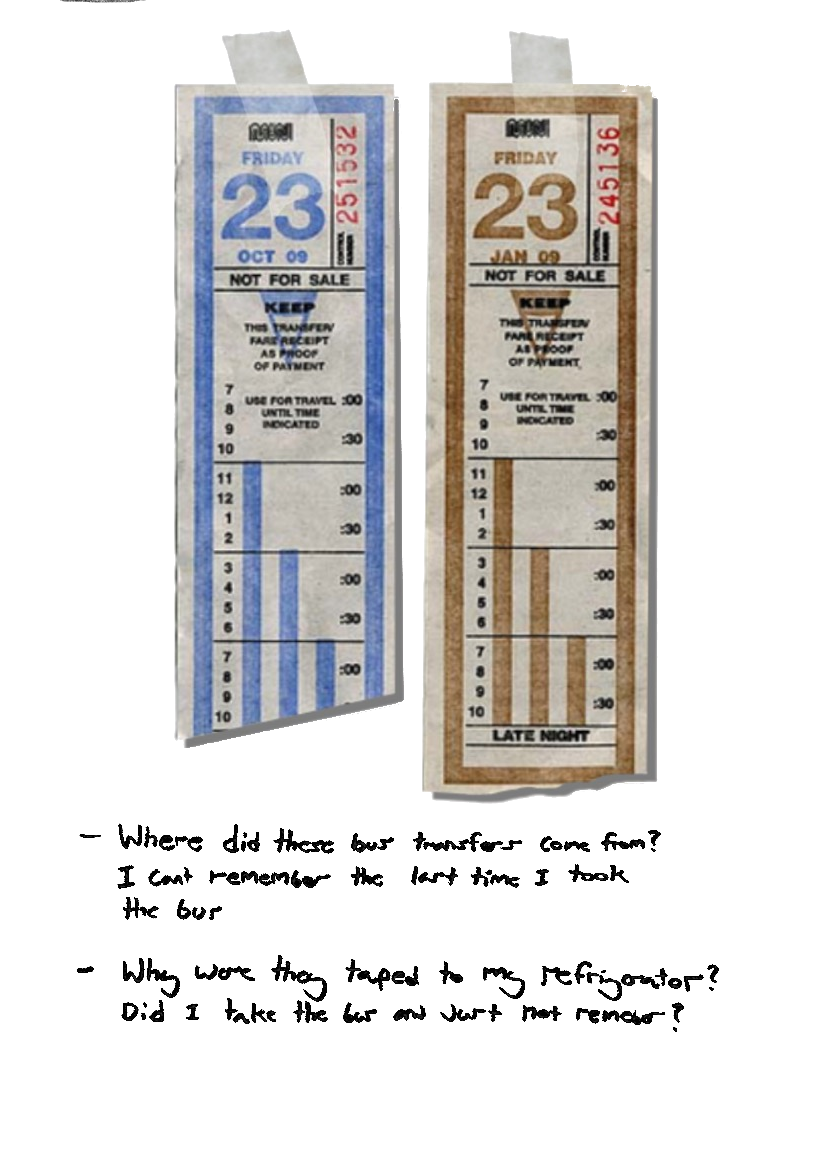 FRIDAY
23
OCT 09
251532
CONTROL
NUMBER
NOT FOR SALE
KEEP
THIS TRANSFER/
FARE RECEIPT
AS PROOF
OF PAYMENT
7
8 USE FOR TRAVEL :00
UNTIL TIME
9 INDICATED
10 :30
11 :00
12
1 :30
2
3 :00
4
5 :30
6
7 :00
8
9
10
FRIDAY
23
JAN 09
245136
CONTROL
NUMBER
NOT FOR SALE
KEEP
THIS TRANSFER/
FARE RECEIPT
AS PROOF
OF PAYMENT
7
8 USE FOR TRAVEL :00
UNTIL TIME
9 INDICATED
10 :30
11 :00
12
1 :30
2
3 :00
4
5 :30
6
7 :00
8
9 :30
10
LATE NIGHT
- Where did these bus transfers come from?
I cant remember the last time I took
the bus
- Why were they taped to my refrigerator?
Did I take the bus and just not remember?